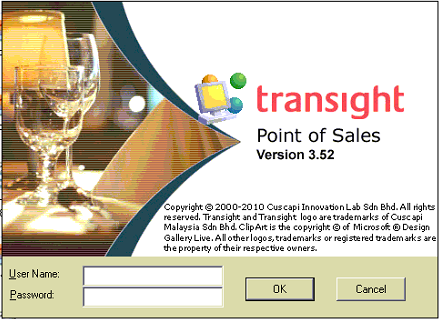 transight
Point of Sales
Version 3.52
Copyright © 2000-2010 Cuscapi Innovation Lab Sdn Bhd. All rights
reserved. Transight and Transight logo are trademarks of Cuscapi
Malaysia Sdn Bhd. ClipArt is the copyright © of Microsoft ® Design
Gallery Live. All other logos, trademarks or registered trademarks are
the property of their respective owners.
User Name:
Password:
OK
Cancel